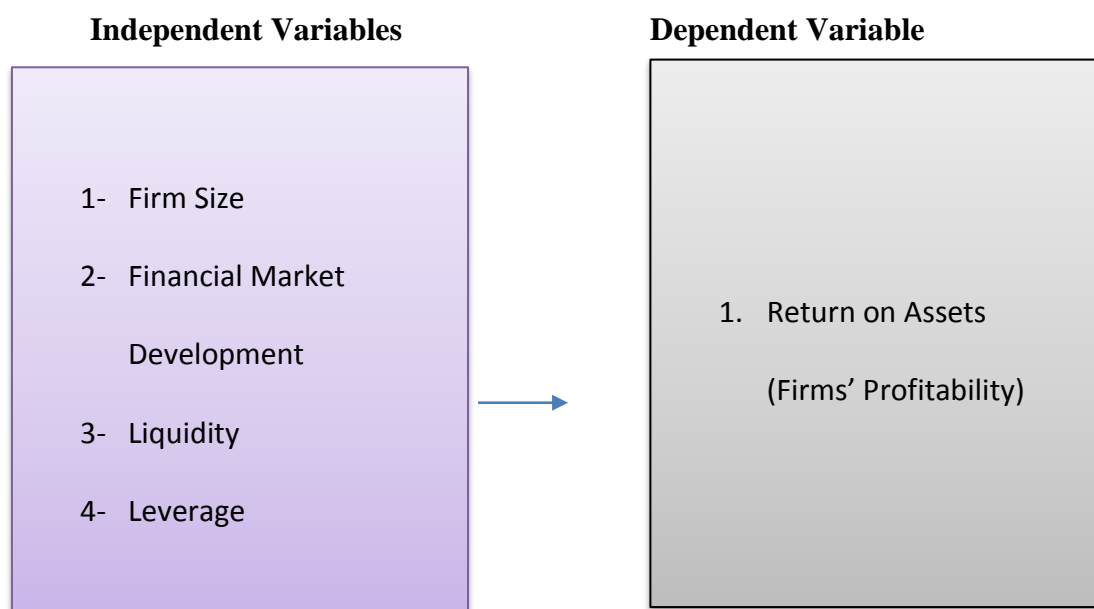 Independent Variables
Dependent Variable
1- Firm Size
2- Financial Market
Development
3- Liquidity
4- Leverage
1. Return on Assets
(Firms’ Profitability)